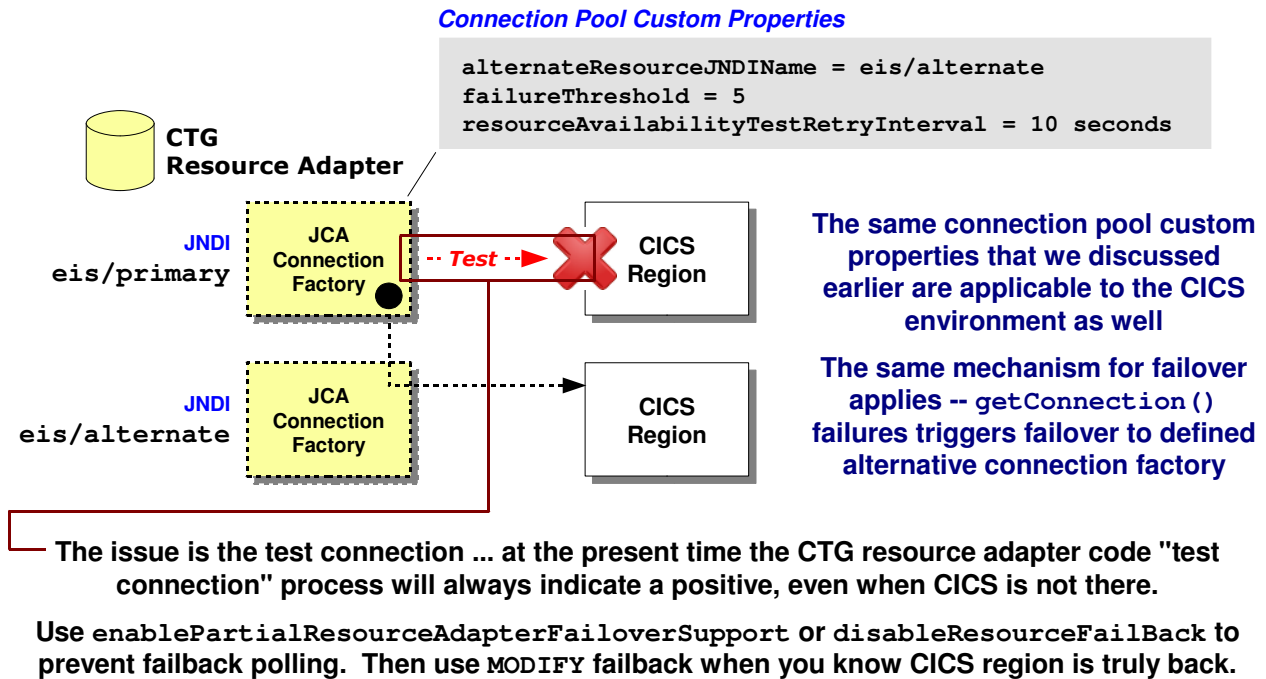 Connection Pool Custom Properties
alternateResourceJNDIName = eis/alternate
failureThreshold = 5
resourceAvailabilityTestRetryInterval = 10 seconds
CTG
Resource Adapter
JNDI
eis/primary
JCA
Connection
Factory
Test
CICS
Region
The same connection pool custom
properties that we discussed
earlier are applicable to the CICS
environment as well
JNDI
eis/alternate
JCA
Connection
Factory
CICS
Region
The same mechanism for failover
applies -- getConnection()
failures triggers failover to defined
alternative connection factory
The issue is the test connection ... at the present time the CTG resource adapter code "test
connection" process will always indicate a positive, even when CICS is not there.
Use enablePartialResourceAdapterFailoverSupport or disableResourceFailBack to
prevent failback polling. Then use MODIFY failback when you know CICS region is truly back.